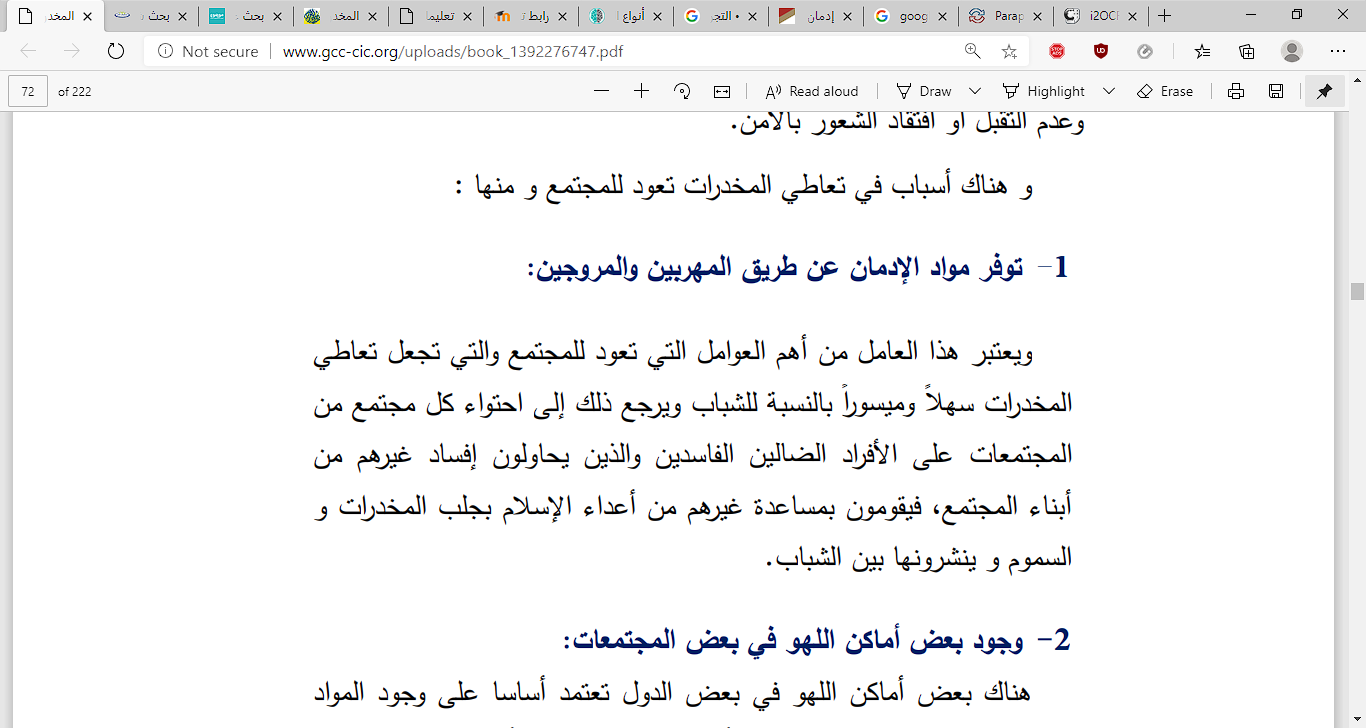 المخد
بحث
بحث
بحث
المخد
تعليما
رابط
أنواع
التجر
إدمان
goog
Parap
i2OCF
Not secure
www.gcc-cic.org/uploads/book_1392276747.pdf
72 of 222
Read aloud
Draw
Highlight
Erase
وعدم التقبل او افتقاد الشعور بالأمن.
و هناك أسباب في تعاطي المخدرات تعود للمجتمع و منها :
1- توفر مواد الإدمان عن طريق المهربين والمروجين:
ويعتبر هذا العامل من أهم العوامل التي تعود للمجتمع والتي تجعل تعاطي
المخدرات سهلاً وميسوراً بالنسبة للشباب ويرجع ذلك إلى احتواء كل مجتمع من
المجتمعات على الأفراد الضالين الفاسدين والذين يحاولون إفساد غيرهم من
أبناء المجتمع، فيقومون بمساعدة غيرهم من أعداء الإسلام بجلب المخدرات و
السموم و ينشرونها بين الشباب.
2- وجود بعض أماكن اللهو في بعض المجتمعات:
هناك بعض أماكن اللهو في بعض الدول تعتمد أساسا على وجود المواد